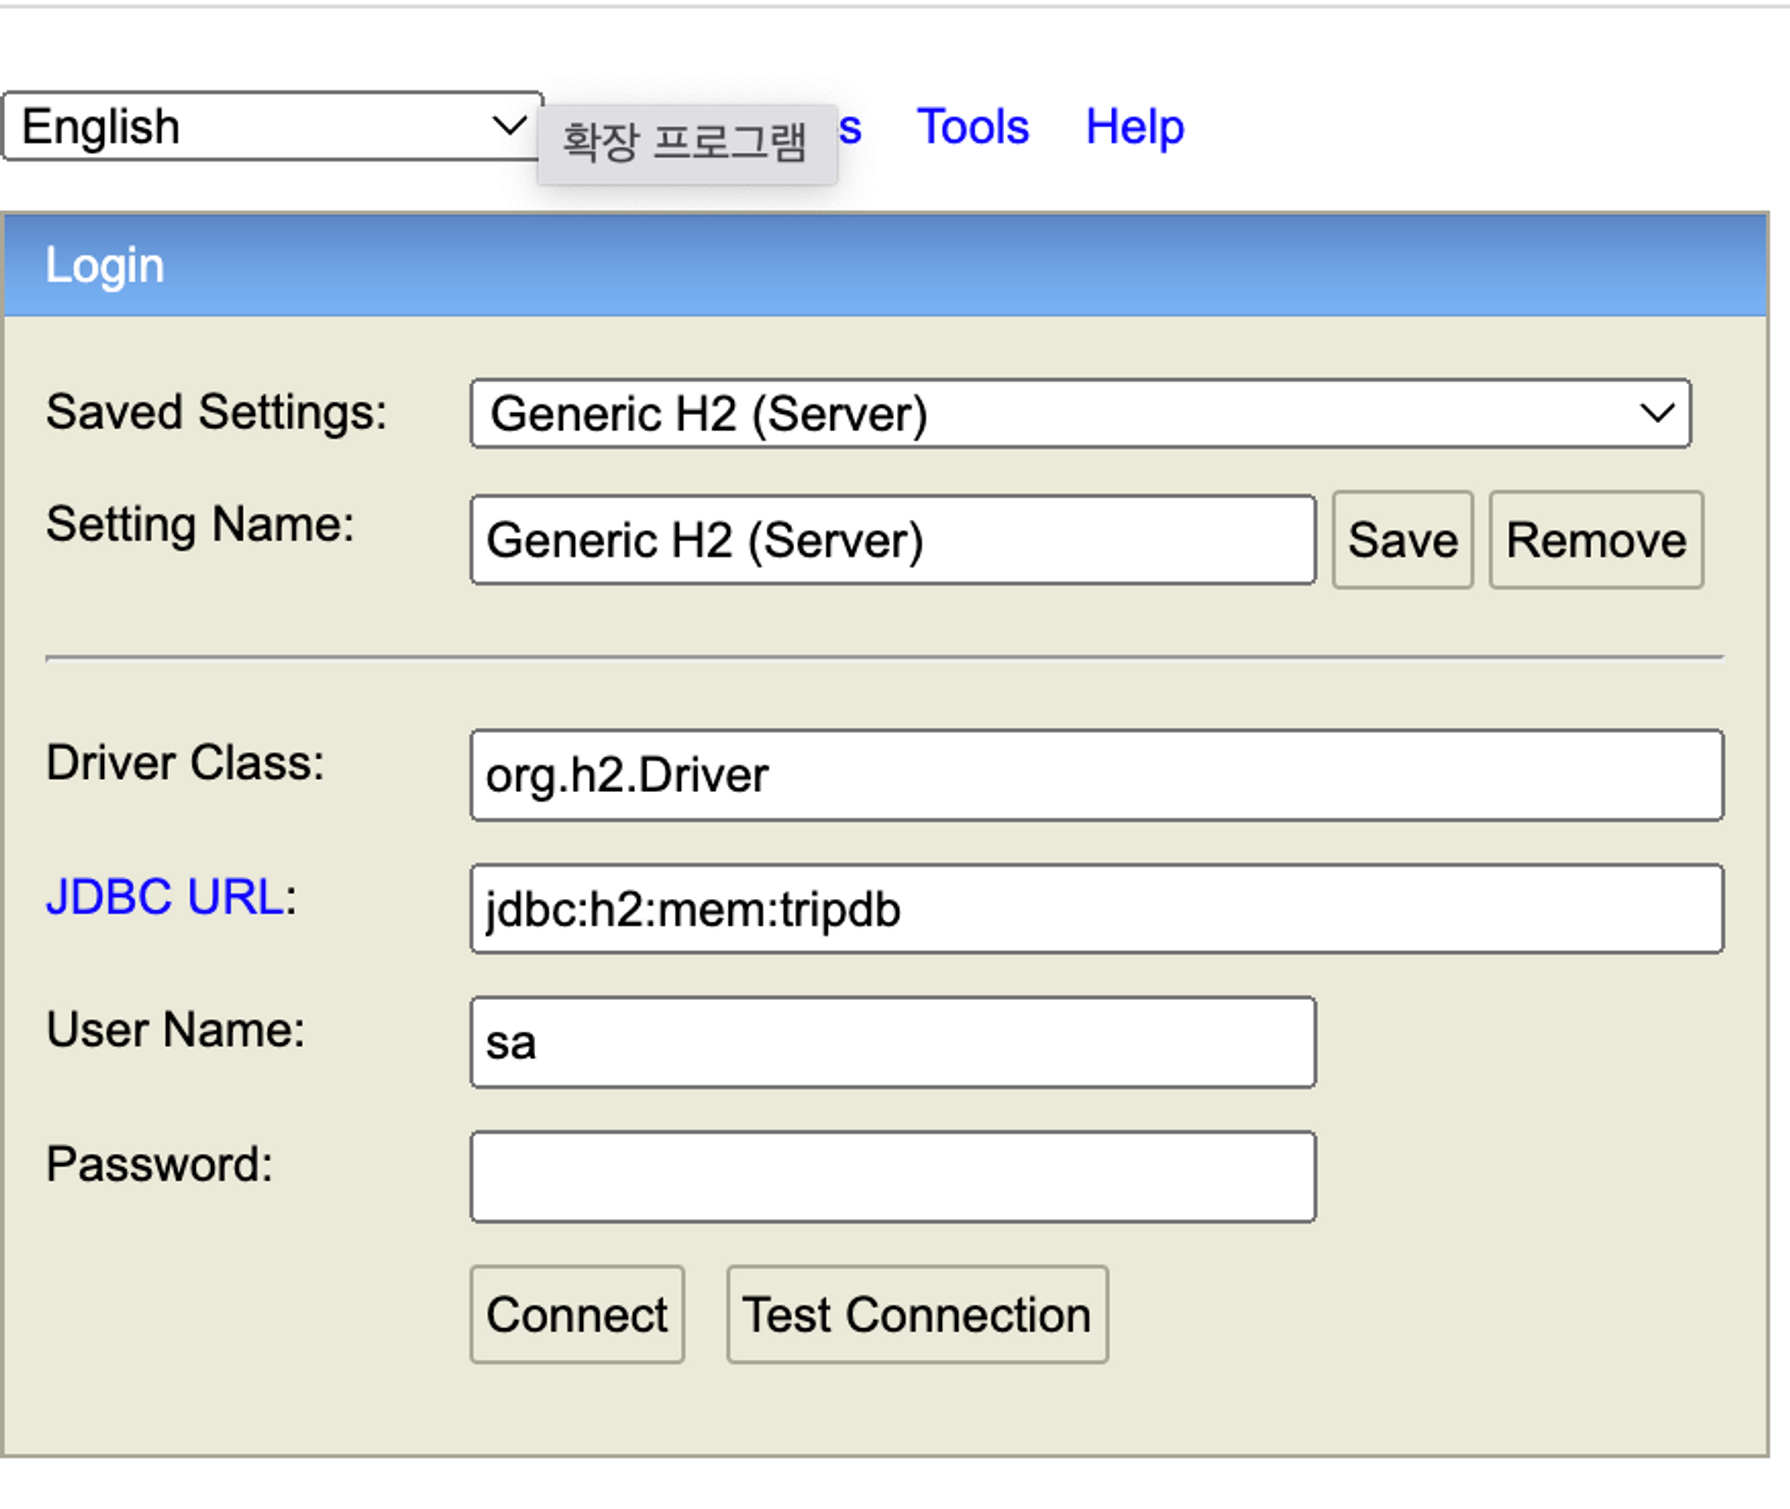 English
확장 프로그램
Tools
Help
Login
Saved Settings: Generic H2 (Server)
Setting Name: Generic H2 (Server) Save Remove
Driver Class: org.h2.Driver
JDBC URL: jdbc:h2:mem:tripdb
User Name: sa
Password:
Connect Test Connection